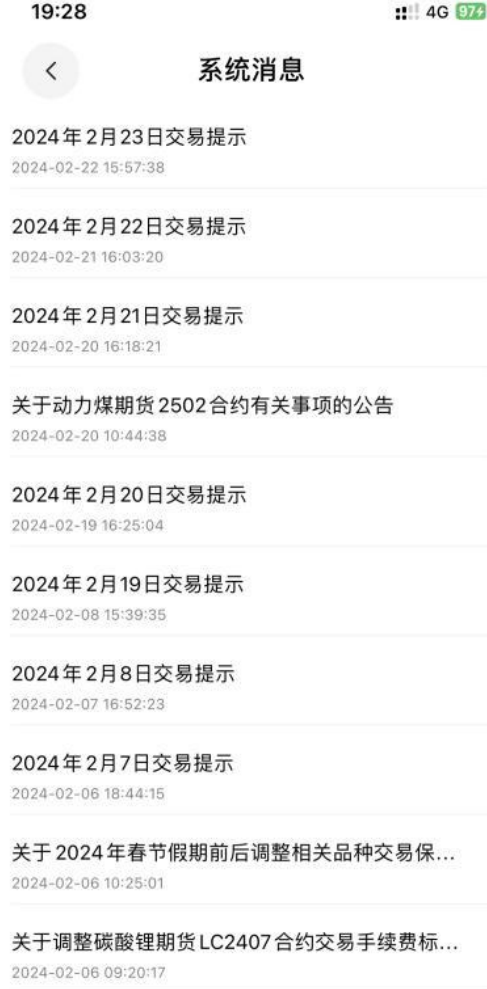 19:28
4G 97
系统消息
2024年2月23日交易提示
2024-02-22 15:57:38
2024年2月22日交易提示
2024-02-21 16:03:20
2024年2月21日交易提示
2024-02-20 16:18:21
关于动力煤期货2502合约有关事项的公告
2024-02-20 10:44:38
2024年2月20日交易提示
2024-02-19 16:25:04
2024年2月19日交易提示
2024-02-08 15:39:35
2024年2月8日交易提示
2024-02-07 16:52:23
2024年2月7日交易提示
2024-02-06 18:44:15
关于2024年春节假期前后调整相关品种交易保...
2024-02-06 10:25:01
关于调整碳酸锂期货LC2407合约交易手续费标...
2024-02-06 09:20:17